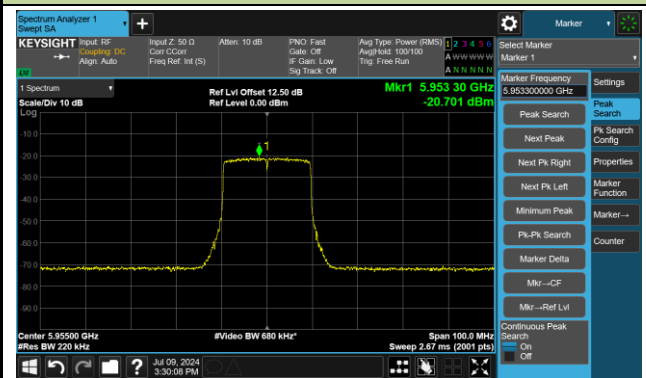 Spectrum Analyzer 1
Swept SA
+
Marker
KEYSIGHT
Input: RF
Coupling: DC
Align: Auto
Input Z: 50 Ω
Corr CCorr
Freq Ref: Int (S)
Atten: 10 dB
PNO: Fast
Gate: Off
IF Gain: Low
Sig Track: Off
Avg Type: Power (RMS)
Avg|Hold: 100/100
Trig: Free Run
1 2 3 4 5 6
A W W W W W
A N N N N N
Select Marker
Marker 1
1 Spectrum
Scale/Div 10 dB
Log
Ref Lvl Offset 12.50 dB
Ref Level 0.00 dBm
Mkr1 5.953 30 GHz
-20.701 dBm
1
-10.0
-20.0
-30.0
-40.0
-50.0
-60.0
-70.0
-80.0
-90.0
Center 5.95500 GHz
#Res BW 220 kHz
#Video BW 680 kHz*
Span 100.0 MHz
Sweep 2.67 ms (2001 pts)
Marker Frequency
5.953300000 GHz
Peak Search
Next Peak
Next Pk Right
Next Pk Left
Minimum Peak
Pk-Pk Search
Marker Delta
Mkr→CF
Mkr→Ref Lvl
Continuous Peak
Search
On
Off
Settings
Peak
Search
Pk Search
Config
Properties
Marker
Function
Marker→
Counter
?
Jul 09, 2024
3:30:08 PM